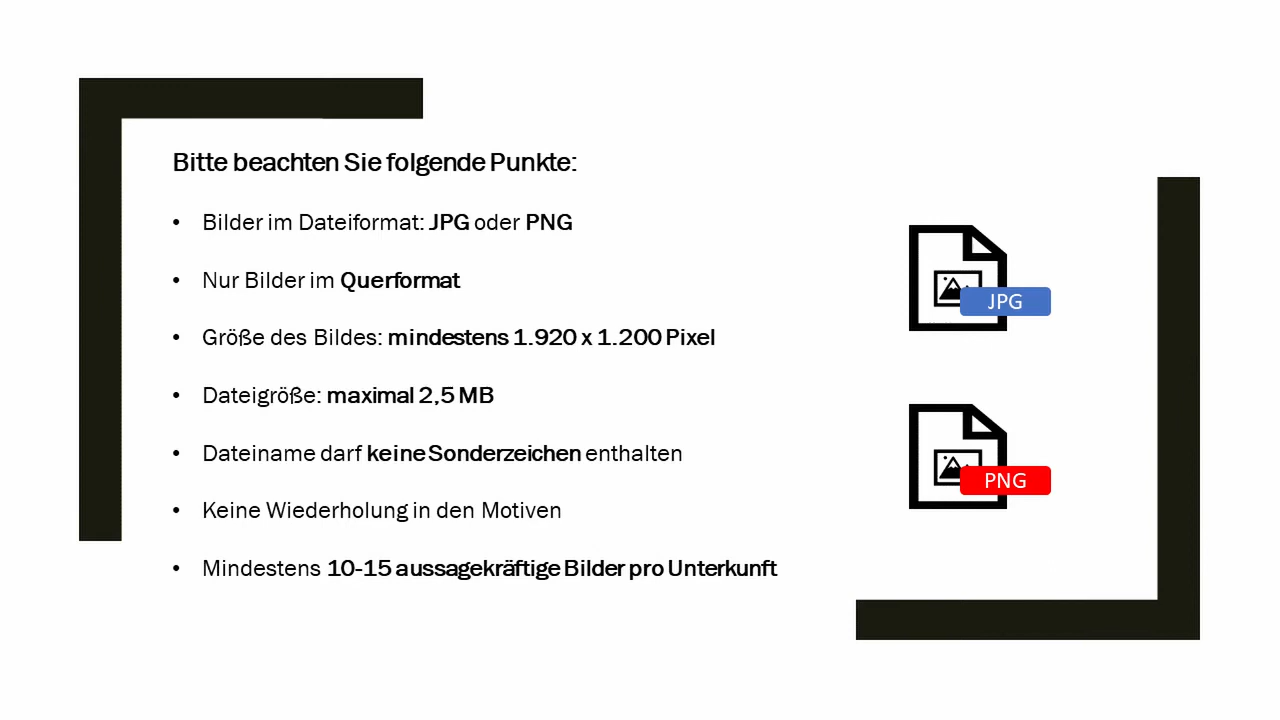 Bitte beachten Sie folgende Punkte:
• Bilder im Dateiformat: JPG oder PNG
• Nur Bilder im Querformat
• Größe des Bildes: mindestens 1.920 x 1.200 Pixel
• Dateigröße: maximal 2,5 MB
• Dateiname darf keine Sonderzeichen enthalten
• Keine Wiederholung in den Motiven
• Mindestens 10-15 aussagekräftige Bilder pro Unterkunft
JPG
PNG